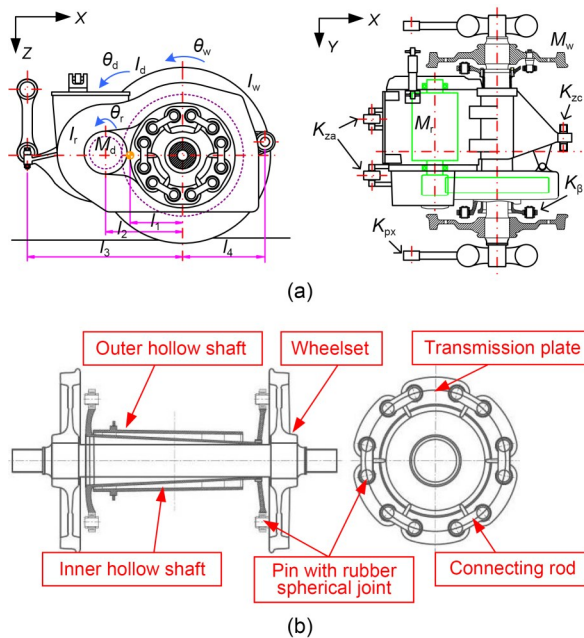 X
Z
θd
Id
θw
Iw
θr
Ir
Md
l1
l2
l3
l4
X
Y
Mw
Kza
Mr
Kzc
Kβ
Kpx
(a)
Outer hollow shaft
Wheelset
Transmission plate
Inner hollow shaft
Pin with rubber
spherical joint
Connecting rod
(b)